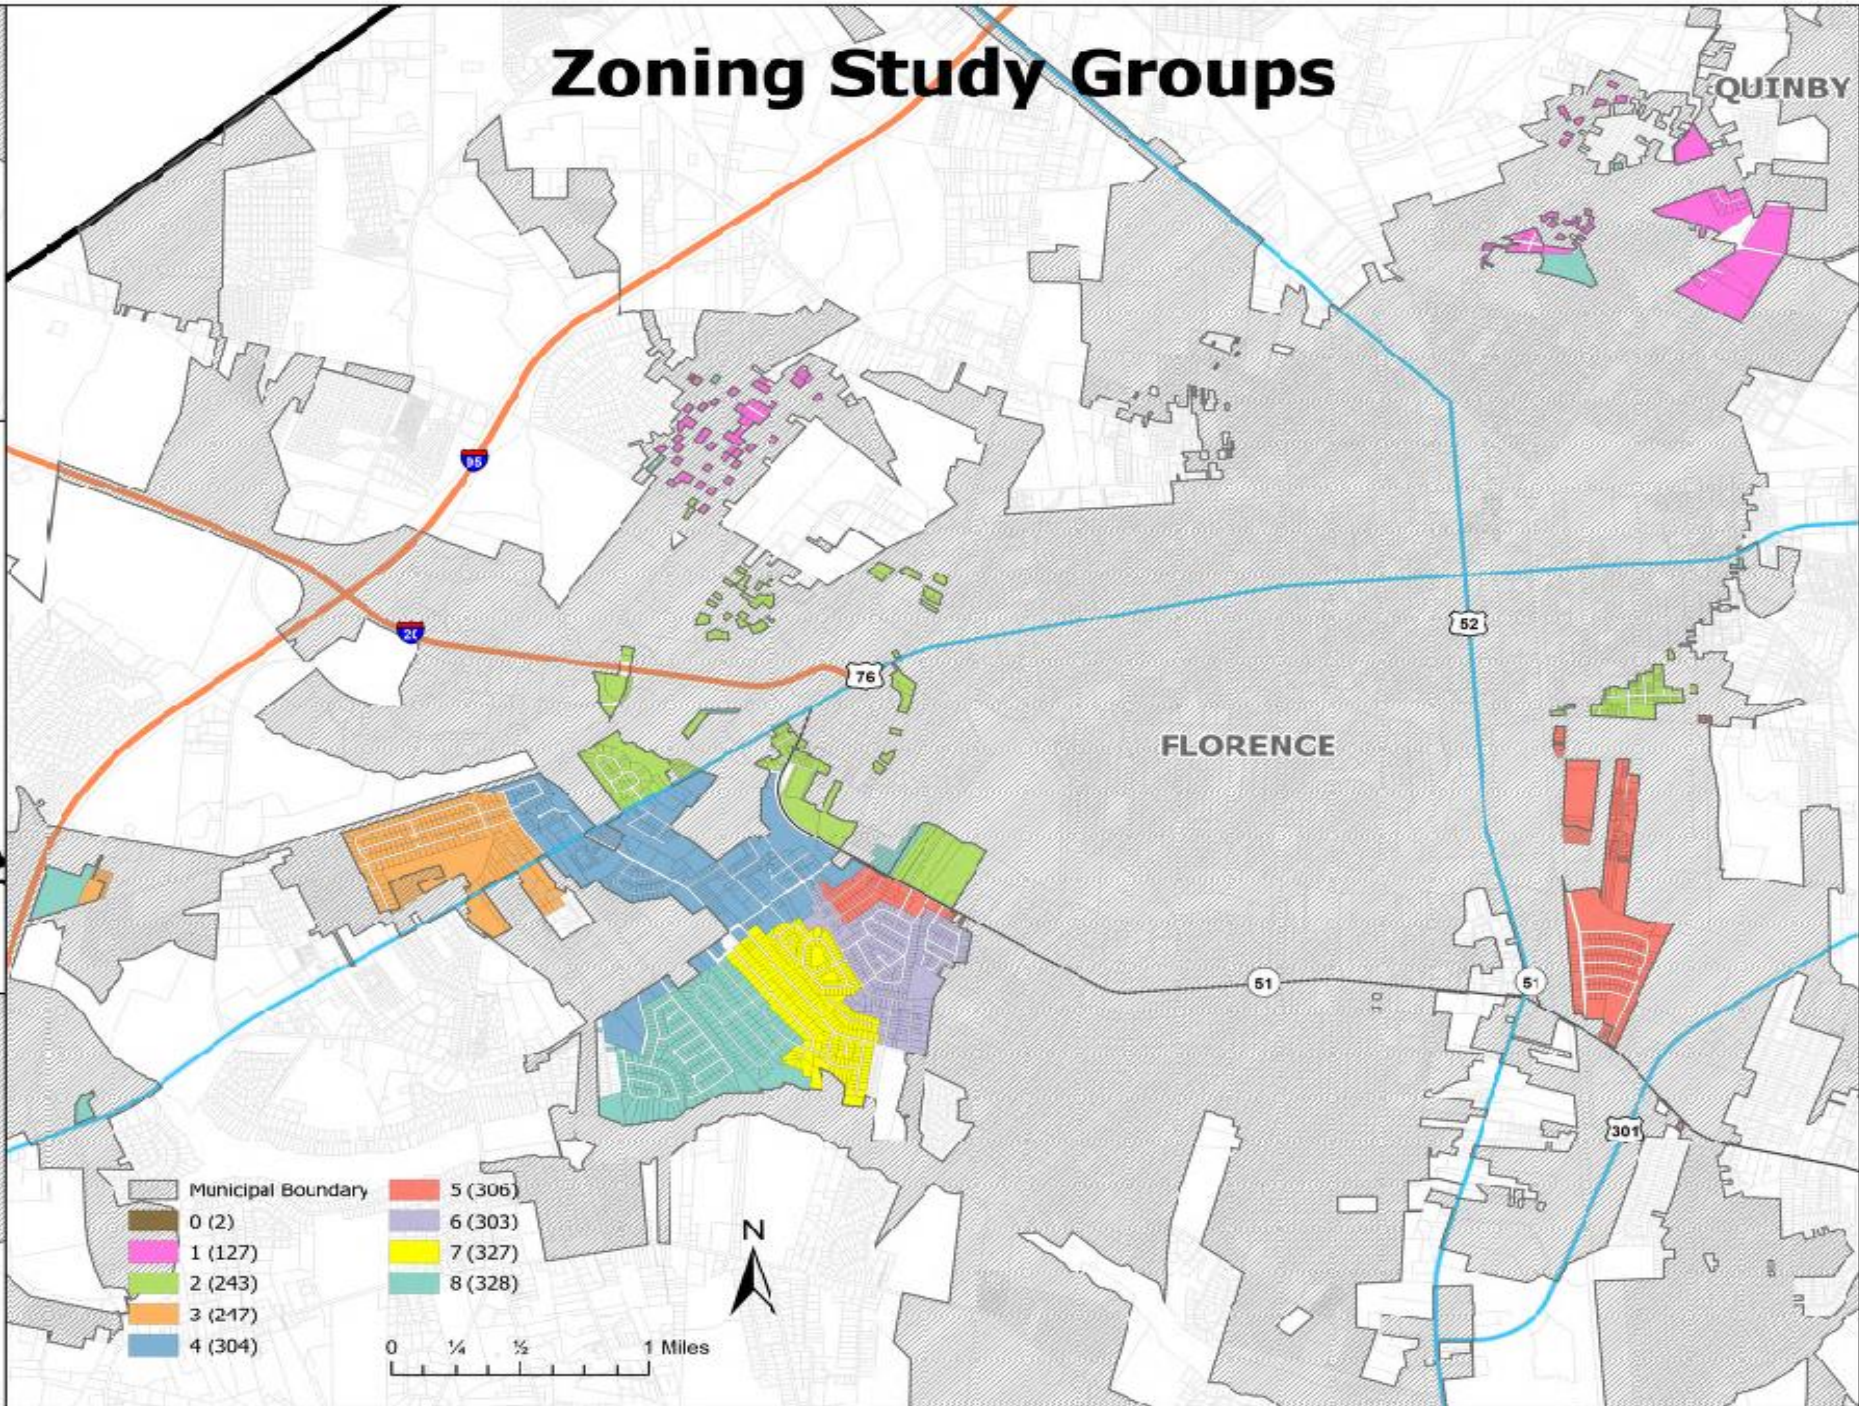 Zoning Study Groups
QUINBY
95
20
76
52
FLORENCE
51
51
301
Municipal Boundary
0 (2)
1 (127)
2 (243)
3 (247)
4 (304)
5 (306)
6 (303)
7 (327)
8 (328)
N
0 ¼ ½ 1 Miles